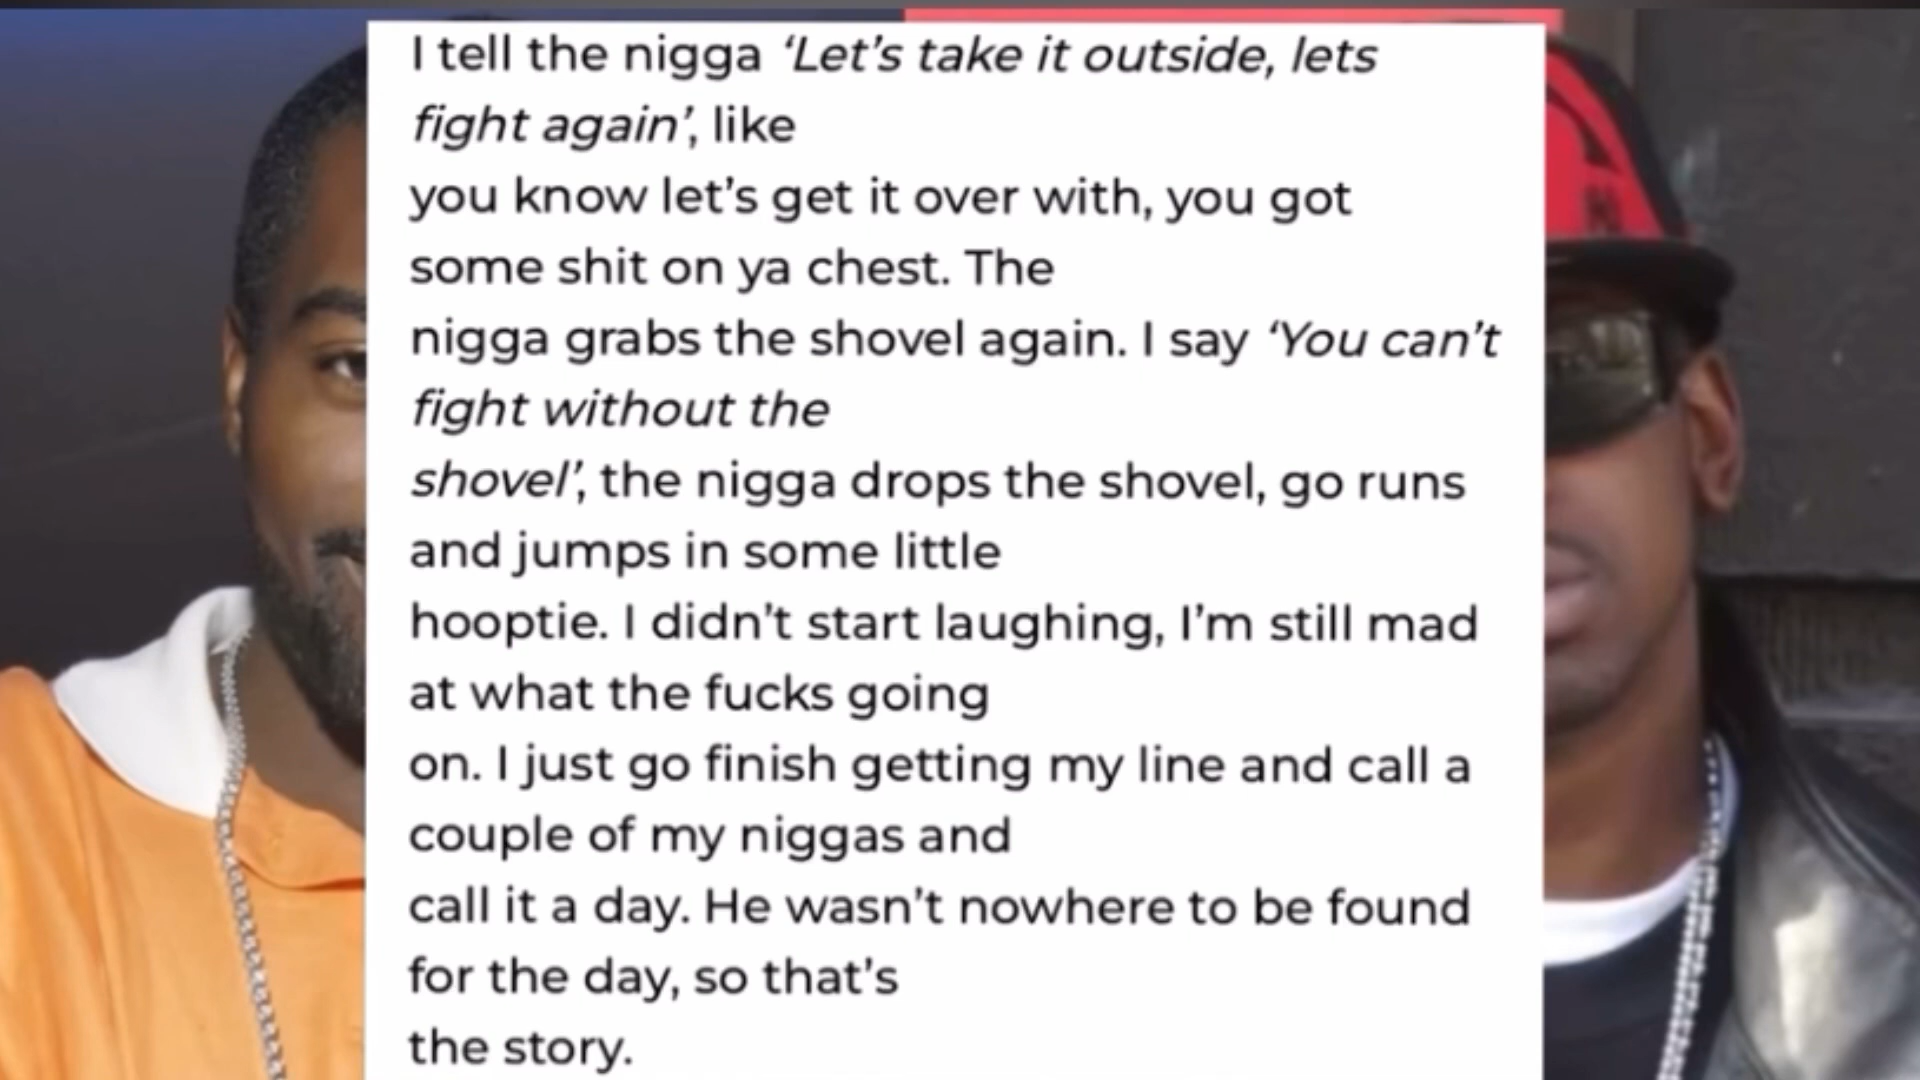 I tell the nigga ‘Let’s take it outside, lets
fight again’, like
you know let’s get it over with, you got
some shit on ya chest. The
nigga grabs the shovel again. I say ‘You can’t
fight without the
shovel’, the nigga drops the shovel, go runs
and jumps in some little
hooptie. I didn’t start laughing, I’m still mad
at what the fucks going
on. I just go finish getting my line and call a
couple of my niggas and
call it a day. He wasn’t nowhere to be found
for the day, so that’s
the story.